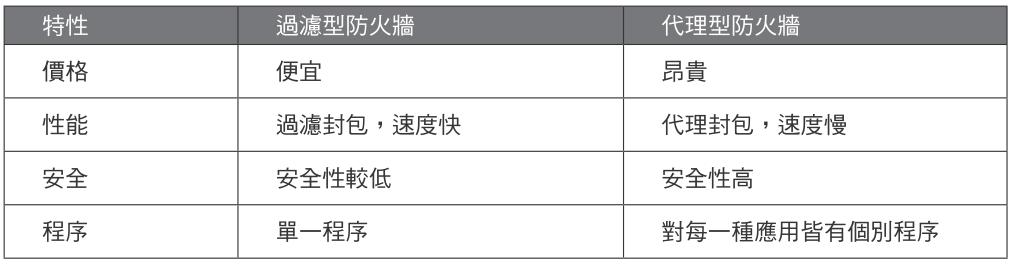 特性 過濾型防火牆 代理型防火牆
價格 便宜 昂貴
性能 過濾封包，速度快 代理封包，速度慢
安全 安全性較低 安全性高
程序 單一程序 對每一種應用皆有個別程序